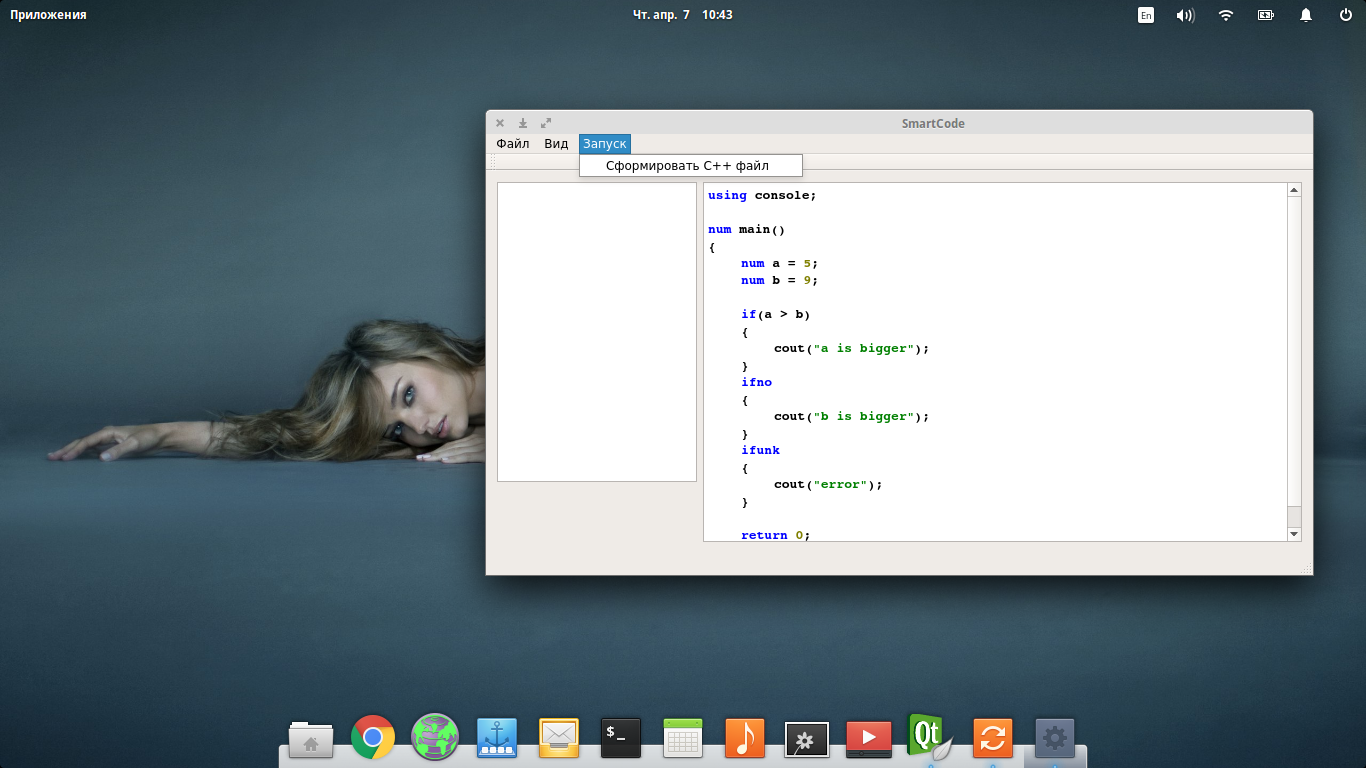 Приложения
Чт. апр. 7 10:43
En
SmartCode
Файл Вид Запуск
Сформировать C++ файл
using console;
num main()
{
num a = 5;
num b = 9;
if(a > b)
{
cout("a is bigger");
}
ifno
{
cout("b is bigger");
}
ifunk
{
cout("error");
}
return 0;
$_
Qt